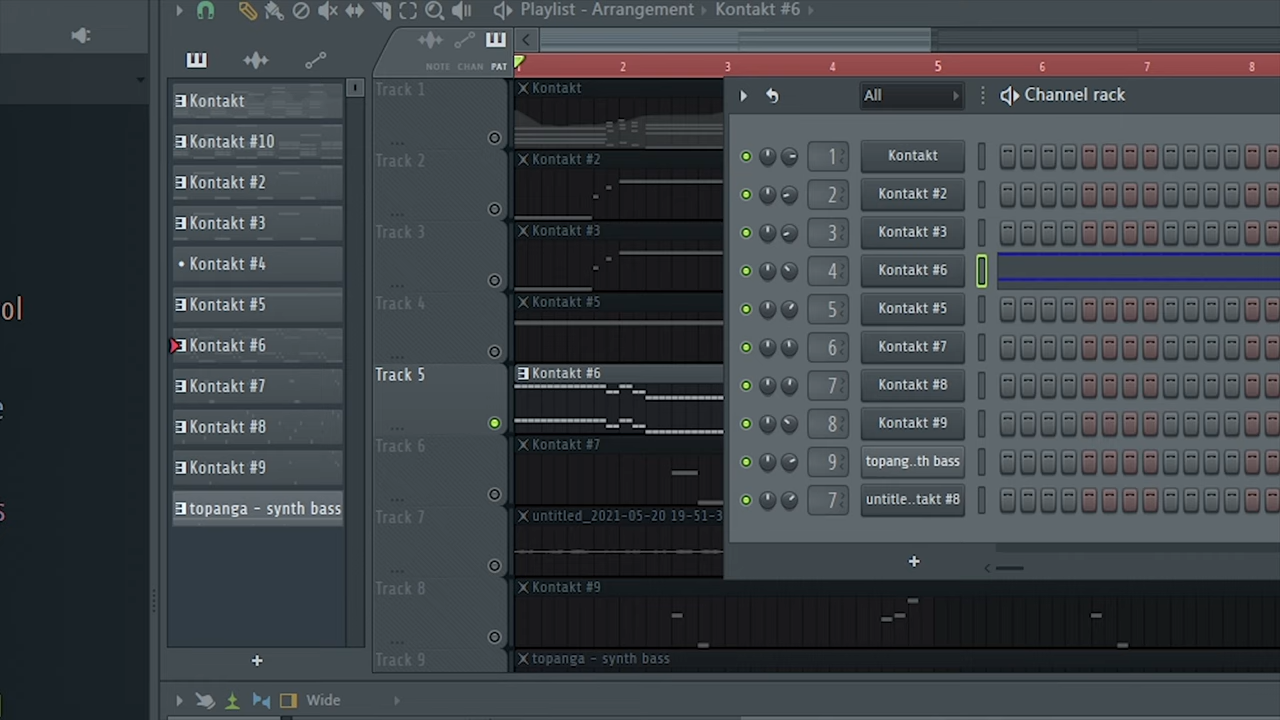 Playlist - Arrangement › Kontakt #6 ›
NOTE CHAN PAT
1 2 3 4 5 6 7 8
Kontakt
Kontakt #10
Kontakt #2
Kontakt #3
Kontakt #4
Kontakt #5
Kontakt #6
Kontakt #7
Kontakt #8
Kontakt #9
topanga - synth bass
Track 1
Kontakt
Track 2
Kontakt #2
Track 3
Kontakt #3
Track 4
Kontakt #5
Track 5
Kontakt #6
Track 6
Kontakt #7
Track 7
untitled_2021-05-20 19-51-3
Track 8
Kontakt #9
Track 9
topanga - synth bass
All
Channel rack
1 Kontakt
2 Kontakt #2
3 Kontakt #3
4 Kontakt #6
5 Kontakt #5
6 Kontakt #7
7 Kontakt #8
8 Kontakt #9
9 topang..th bass
7 untitle..takt #8
Wide
ol
e
s